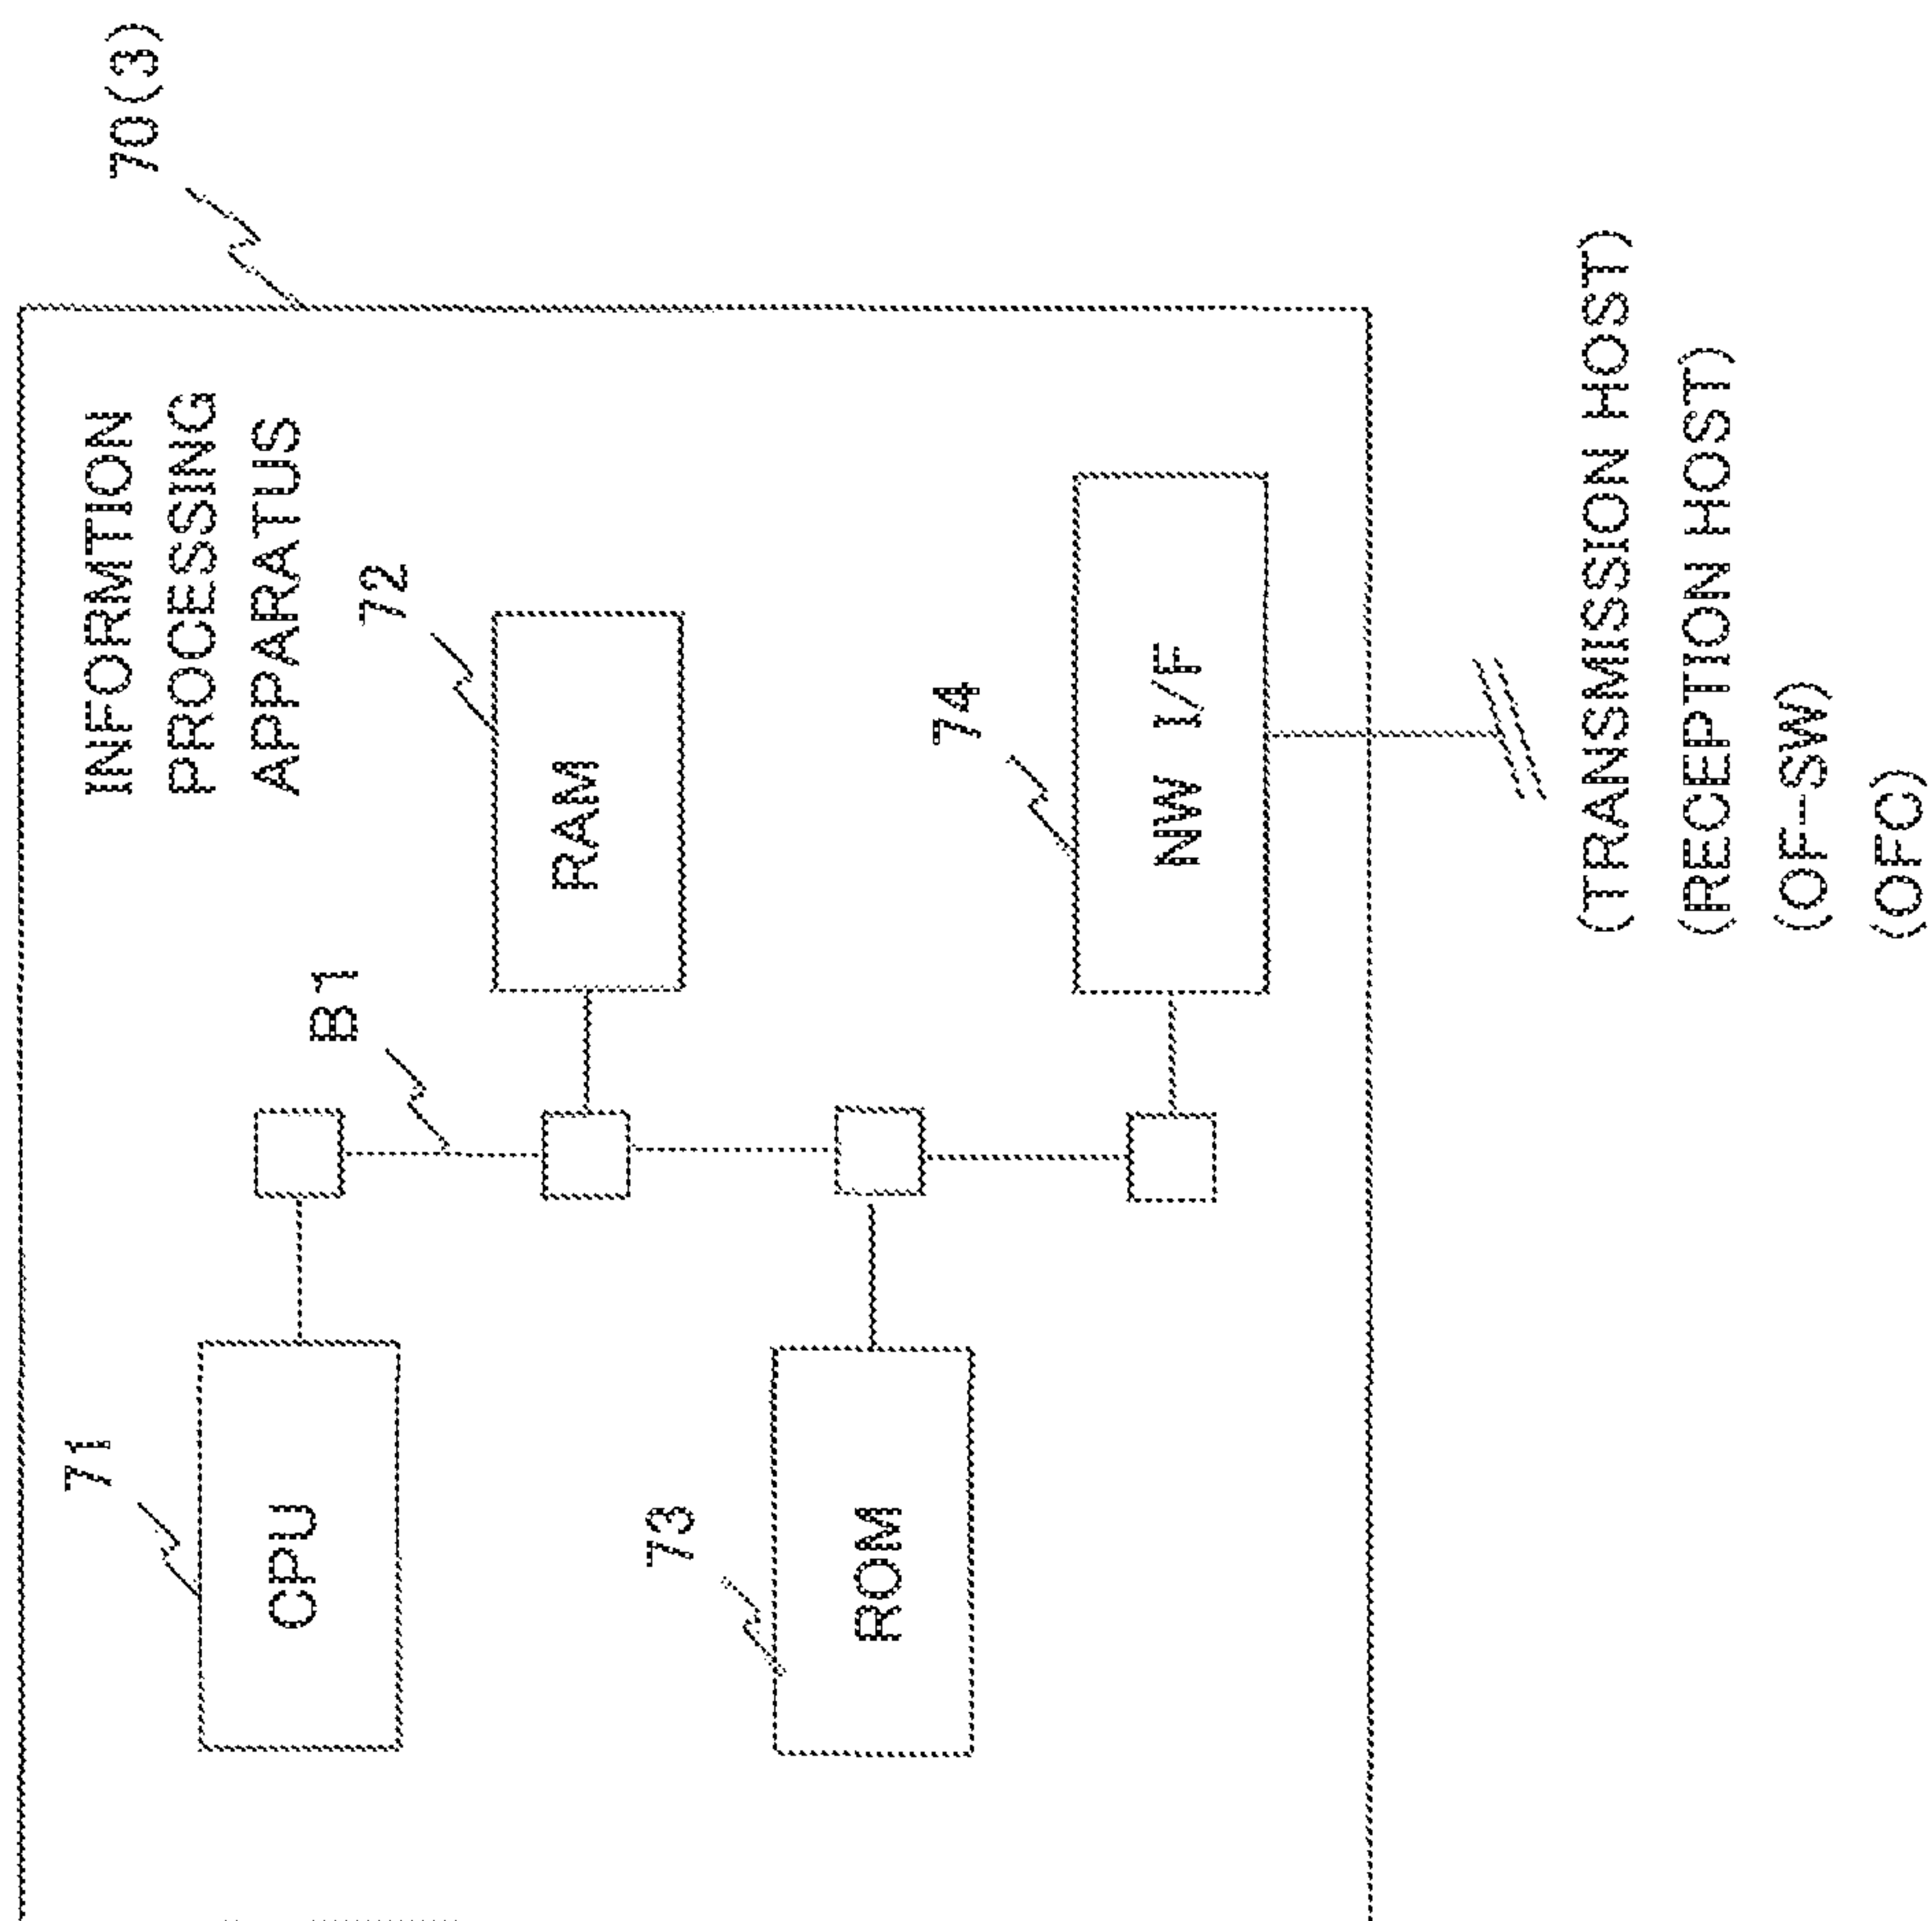 70(3)
INFORMTION
PROCESSING
APPARATUS
71
CPU
B1
72
RAM
73
ROM
74
NW I/F
(TRANSMISSION HOST)
(RECEPTION HOST)
(OF-SW)
(OFC)